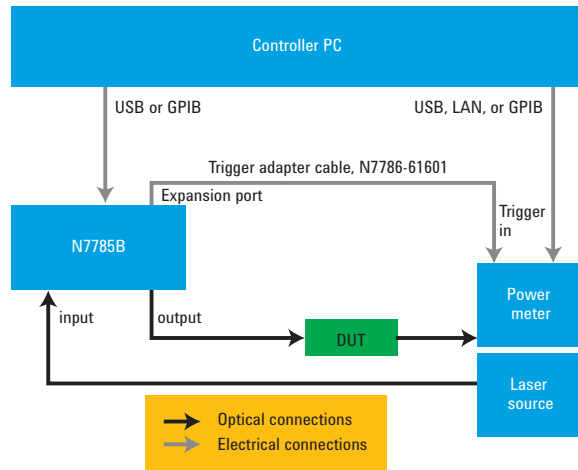 Controller PC
USB or GPIB
USB, LAN, or GPIB
Trigger adapter cable, N7786-61601
Expansion port
Trigger
in
N7785B
Power
meter
input
output
DUT
Laser
source
Optical connections
Electrical connections